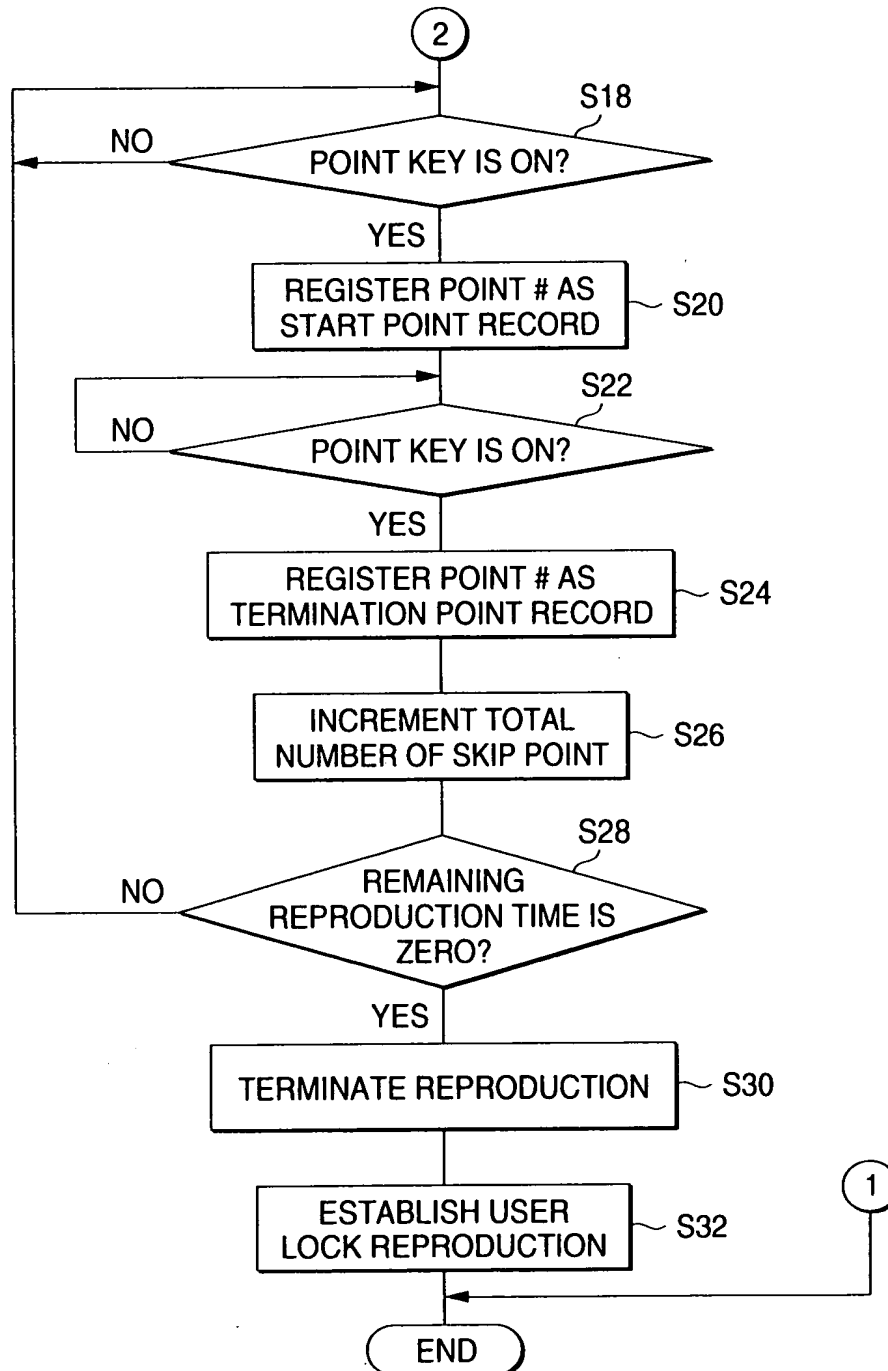 2
S18
NO
POINT KEY IS ON?
YES
REGISTER POINT # AS
START POINT RECORD
S20
S22
NO
POINT KEY IS ON?
YES
REGISTER POINT # AS
TERMINATION POINT RECORD
S24
INCREMENT TOTAL
NUMBER OF SKIP POINT
S26
S28
NO
REMAINING
REPRODUCTION TIME IS
ZERO?
YES
TERMINATE REPRODUCTION
S30
1
ESTABLISH USER
LOCK REPRODUCTION
S32
END